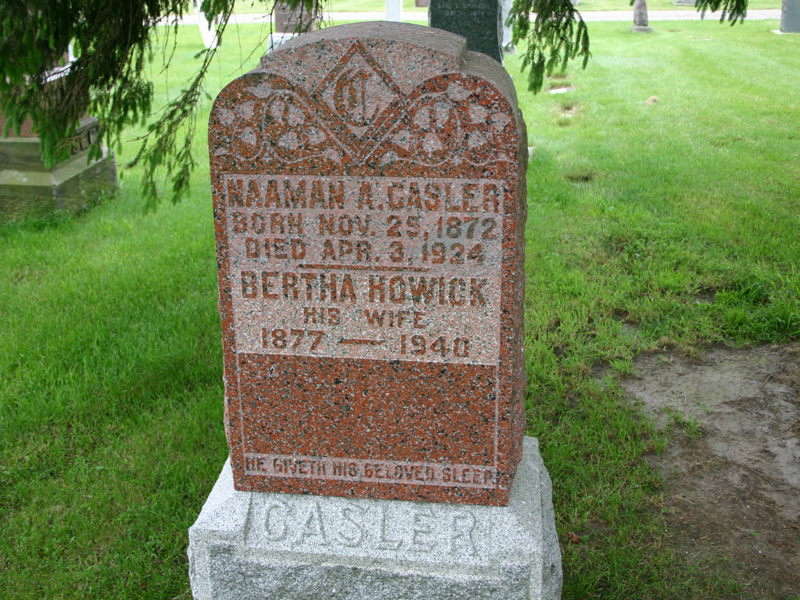 C
NAAMAN A. CASLER
BORN NOV. 25, 1872
DIED APR. 3, 1924
BERTHA HOWICK
HIS WIFE
1877 — 1940
HE GIVETH HIS BELOVED SLEEP
CASLER